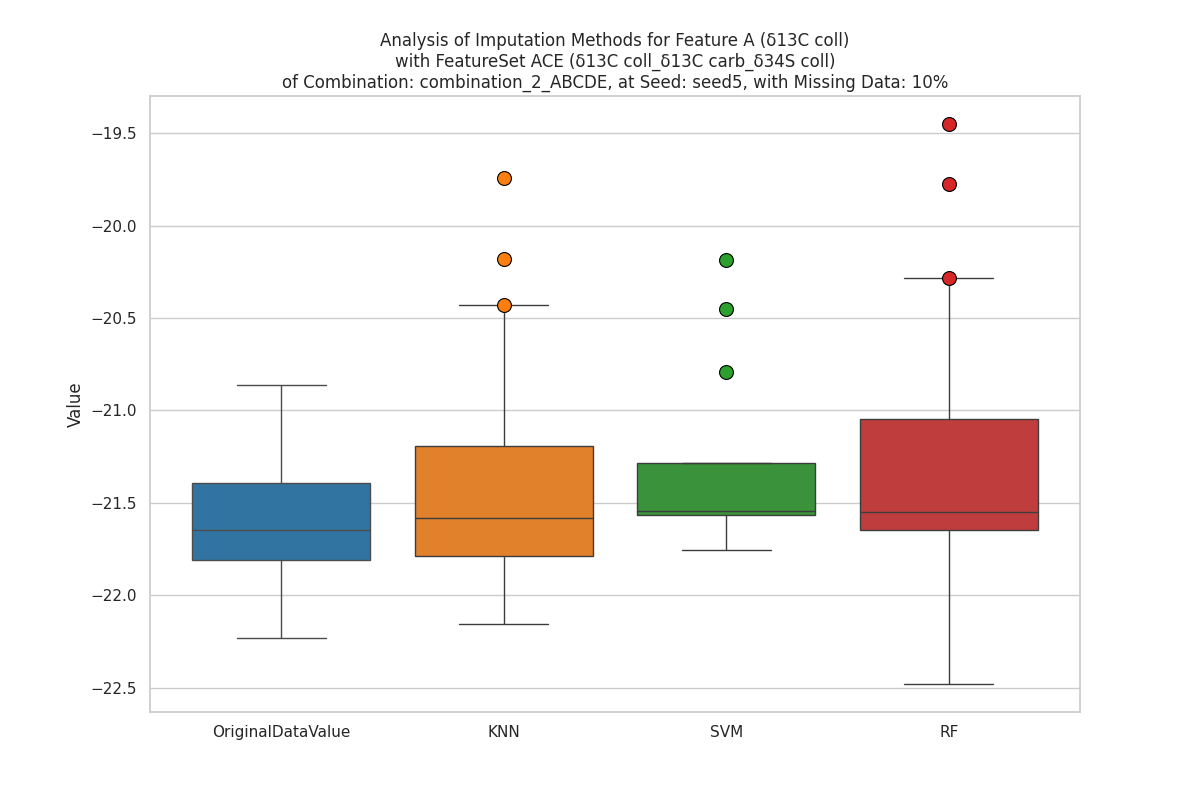 Analysis of Imputation Methods for Feature A (δ13C coll)
with FeatureSet ACE (δ13C coll_δ13C carb_δ34S coll)
of Combination: combination_2_ABCDE, at Seed: seed5, with Missing Data: 10%
Value
−19.5
−20.0
−20.5
−21.0
−21.5
−22.0
−22.5
OriginalDataValue
KNN
SVM
RF